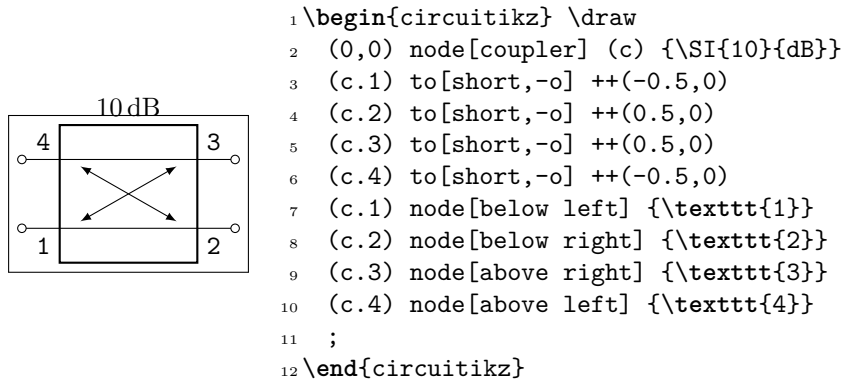 10 dB
4 3
1 2
1 \begin{circuitikz} \draw
2 (0,0) node[coupler] (c) {\SI{10}{dB}}
3 (c.1) to[short,-o] ++(-0.5,0)
4 (c.2) to[short,-o] ++(0.5,0)
5 (c.3) to[short,-o] ++(0.5,0)
6 (c.4) to[short,-o] ++(-0.5,0)
7 (c.1) node[below left] {\texttt{1}}
8 (c.2) node[below right] {\texttt{2}}
9 (c.3) node[above right] {\texttt{3}}
10 (c.4) node[above left] {\texttt{4}}
11 ;
12 \end{circuitikz}